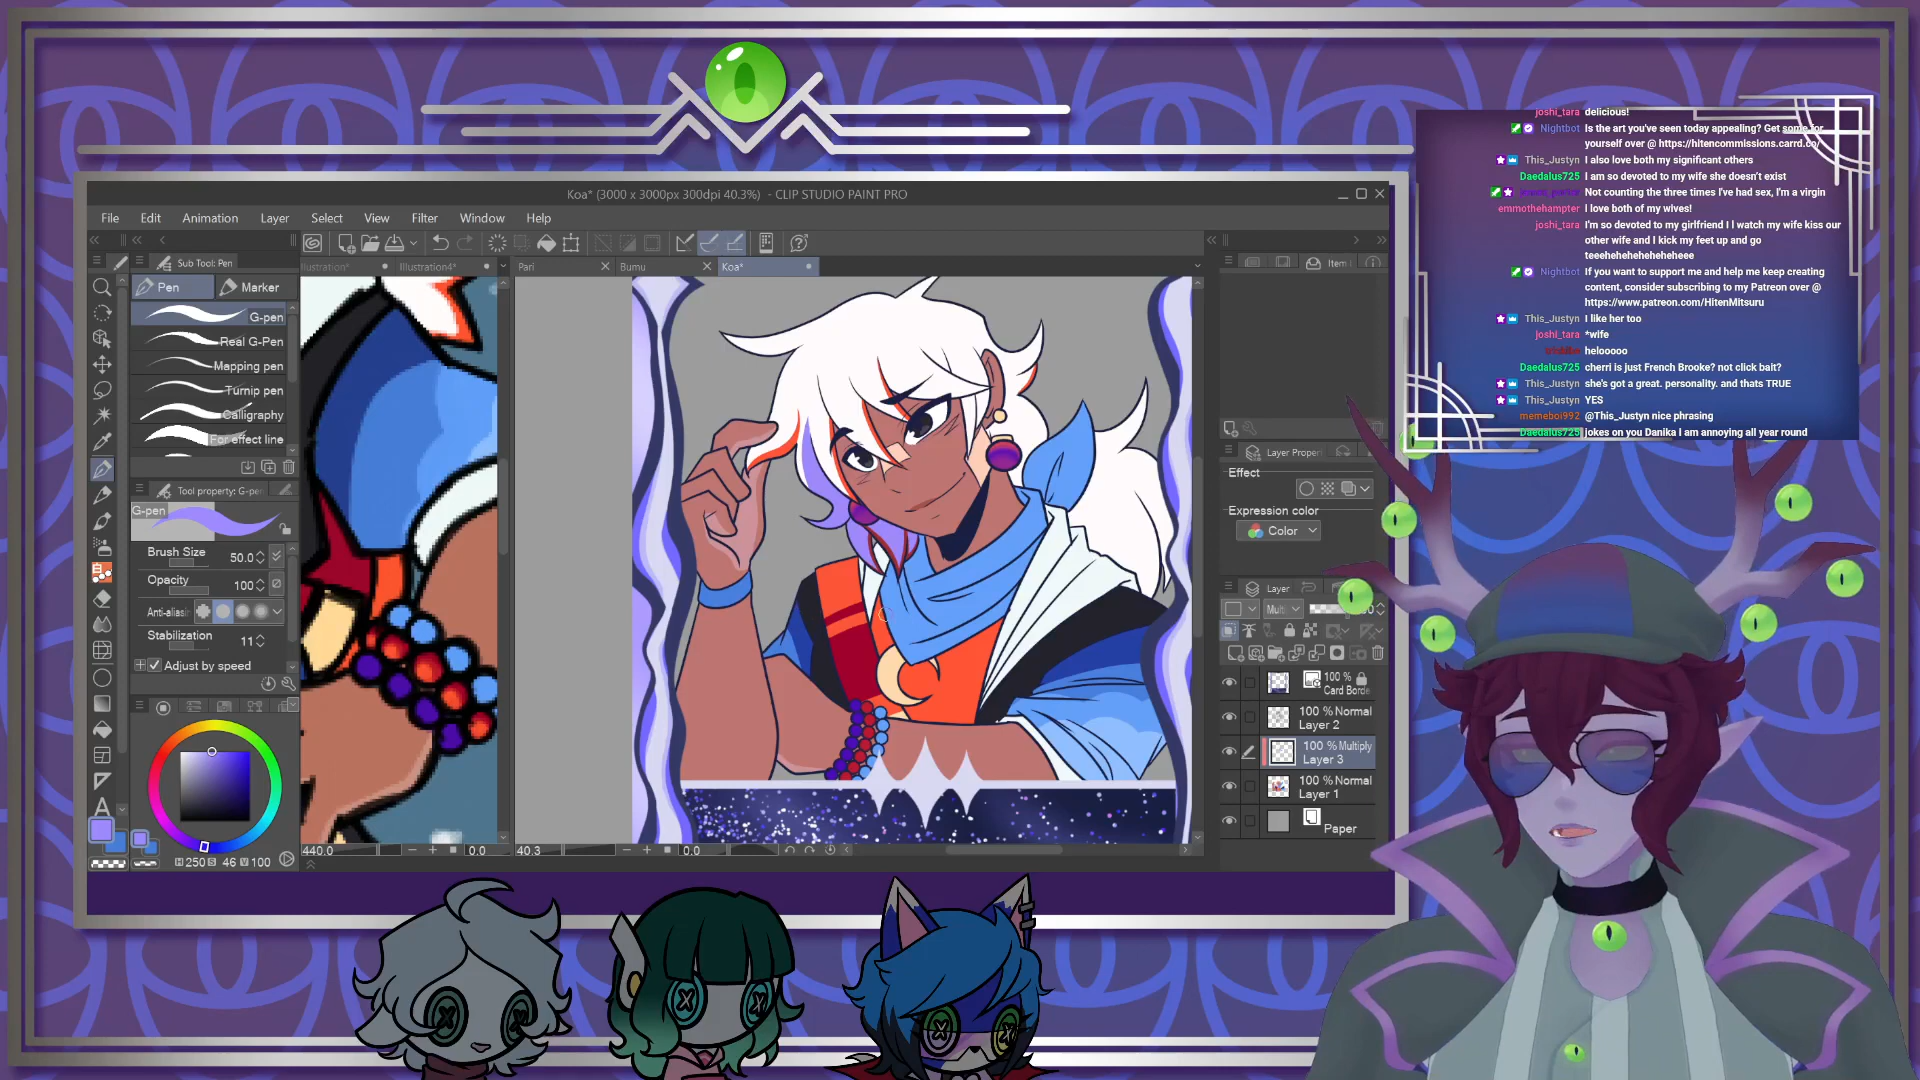 Koa* (3000 x 3000px 300dpi 40.3%) - CLIP STUDIO PAINT PRO
File Edit Animation Layer Select View Filter Window Help
Sub Tool: Pen
Pen Marker
G-pen
Real G-Pen
Mapping pen
Turnip pen
Calligraphy
For effect line
Tool property: G-pen
G-pen
Brush Size 50.0
Opacity 100
Anti-aliasi
Stabilization 11
Adjust by speed
H 250 S 46 V 100
llustration* Illustration4* Pari Bumu Koa*
440.0 0.0 40.3 0.0
Item
Layer Proper
Effect
Expression color
Color
Layer
Multi
100 % Card Borde
100 % Normal
Layer 2
100 % Multiply
Layer 3
100 % Normal
Layer 1
Paper
joshi_tara delicious!
Nightbot Is the art you've seen today appealing? Get some for
yourself over @ https://hitencommissions.carrd.co/
This_Justyn I also love both my significant others
Daedalus725 I am so devoted to my wife she doesn't exist
Not counting the three times I've had sex, I'm a virgin
emmothehampter I love both of my wives!
joshi_tara I'm so devoted to my girlfriend I I watch my wife kiss our
other wife and I kick my feet up and go
teeehehehehehheheee
Nightbot If you want to support me and help me keep creating
content, consider subscribing to my Patreon over @
https://www.patreon.com/HitenMitsuru
This_Justyn I like her too
joshi_tara *wife
helooooo
Daedalus725 cherri is just French Brooke? not click bait?
This_Justyn she's got a great. personality. and thats TRUE
This_Justyn YES
memeboi992 @This_Justyn nice phrasing
Daedalus725 jokes on you Danika I am annoying all year round